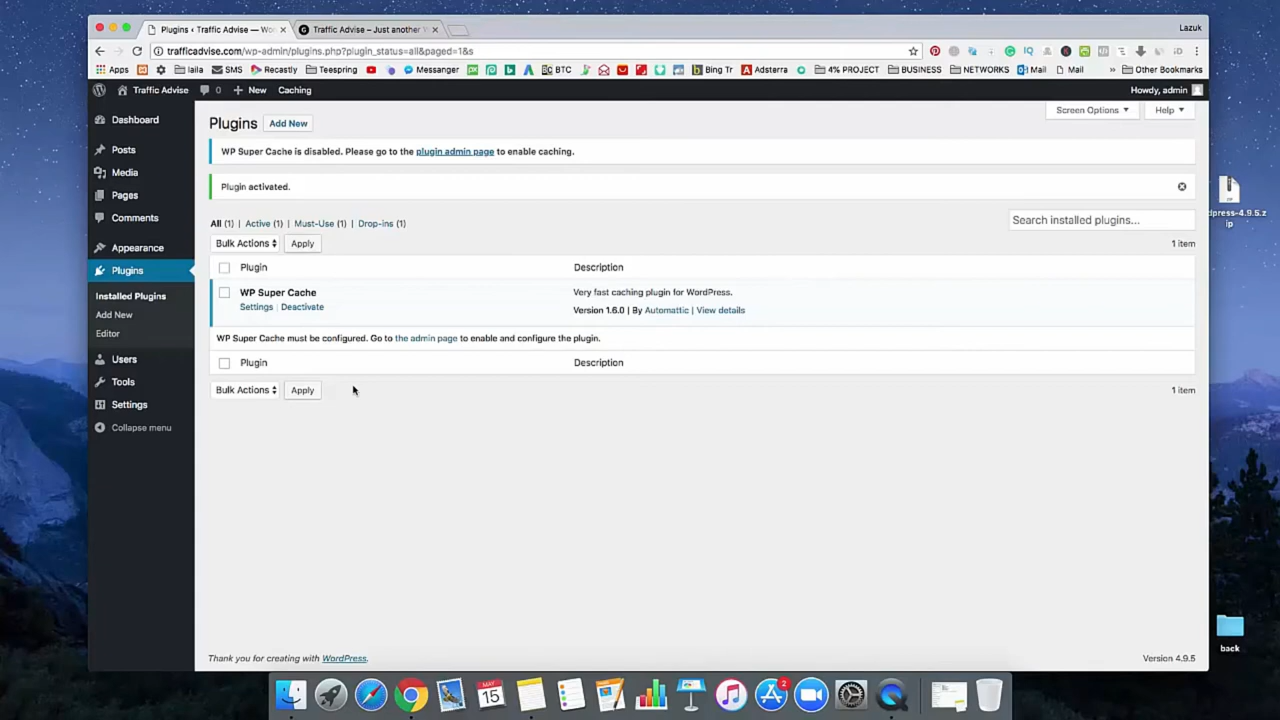 Plugins ‹ Traffic Advise — Wo
Traffic Advise – Just another
Lazuk
trafficadvise.com/wp-admin/plugins.php?plugin_status=all&paged=1&s
Apps laila SMS Recastly Teespring Messanger BTC Bing Tr Adsterra 4% PROJECT BUSINESS NETWORKS Mail Mail » Other Bookmarks
Traffic Advise 0 + New Caching Howdy, admin
Screen Options Help
Plugins Add New
WP Super Cache is disabled. Please go to the plugin admin page to enable caching.
Plugin activated.
All (1) | Active (1) | Must-Use (1) | Drop-ins (1)
Search installed plugins...
Bulk Actions Apply
1 item
Plugin Description
WP Super Cache Very fast caching plugin for WordPress.
Settings | Deactivate Version 1.6.0 | By Automattic | View details
WP Super Cache must be configured. Go to the admin page to enable and configure the plugin.
Plugin Description
Bulk Actions Apply
1 item
Dashboard
Posts
Media
Pages
Comments
Appearance
Plugins
Installed Plugins
Add New
Editor
Users
Tools
Settings
Collapse menu
Thank you for creating with WordPress.
Version 4.9.5
dpress-4.9.5.z
ip
back
MAY
15
2